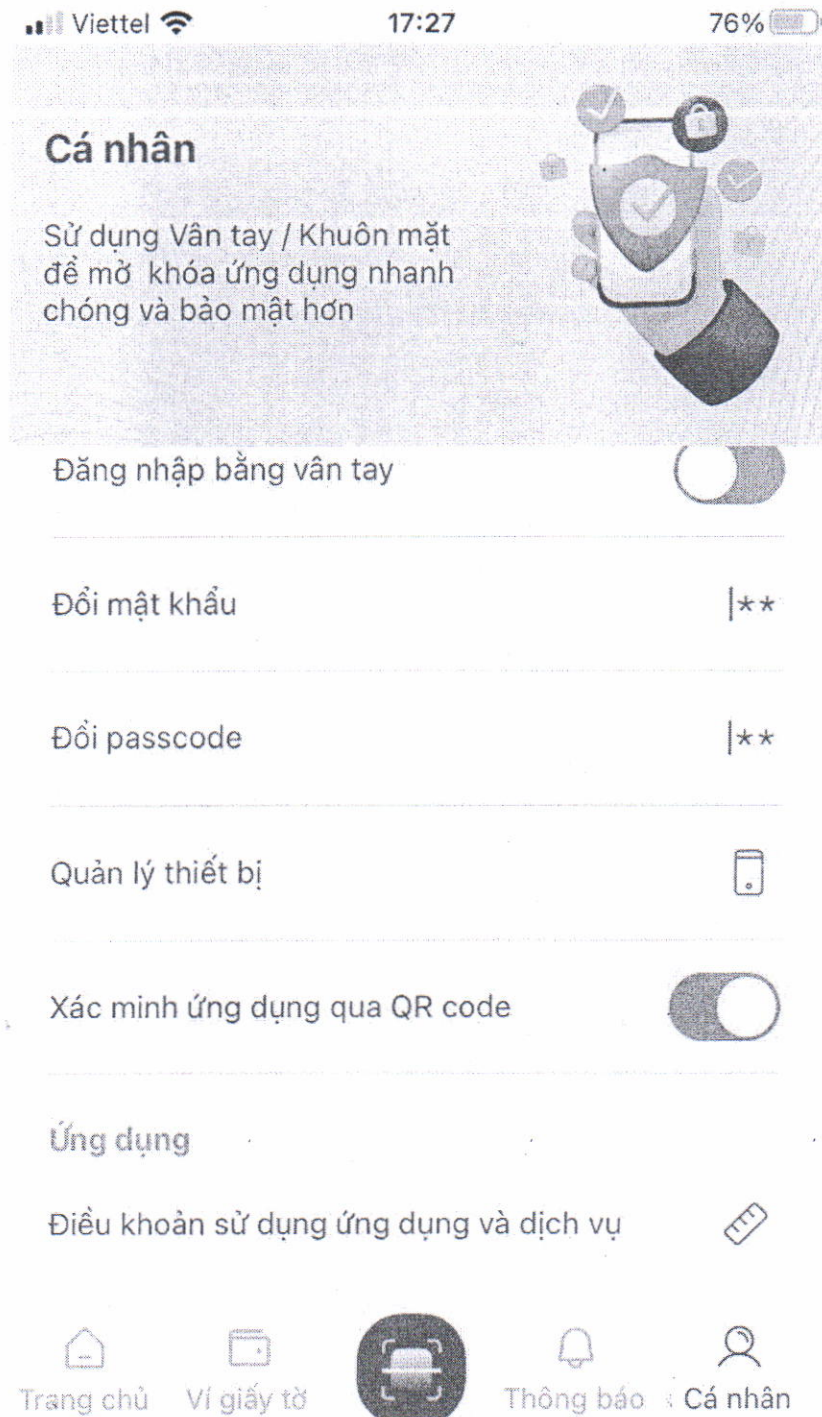 Viettel 17:27 76%
Cá nhân
Sử dụng Vân tay / Khuôn mặt
để mở khóa ứng dụng nhanh
chóng và bảo mật hơn
Đăng nhập bằng vân tay
Đổi mật khẩu |**
Đổi passcode |**
Quản lý thiết bị
Xác minh ứng dụng qua QR code
Ứng dụng
Điều khoản sử dụng ứng dụng và dịch vụ
Trang chủ Ví giấy tờ Thông báo Cá nhân